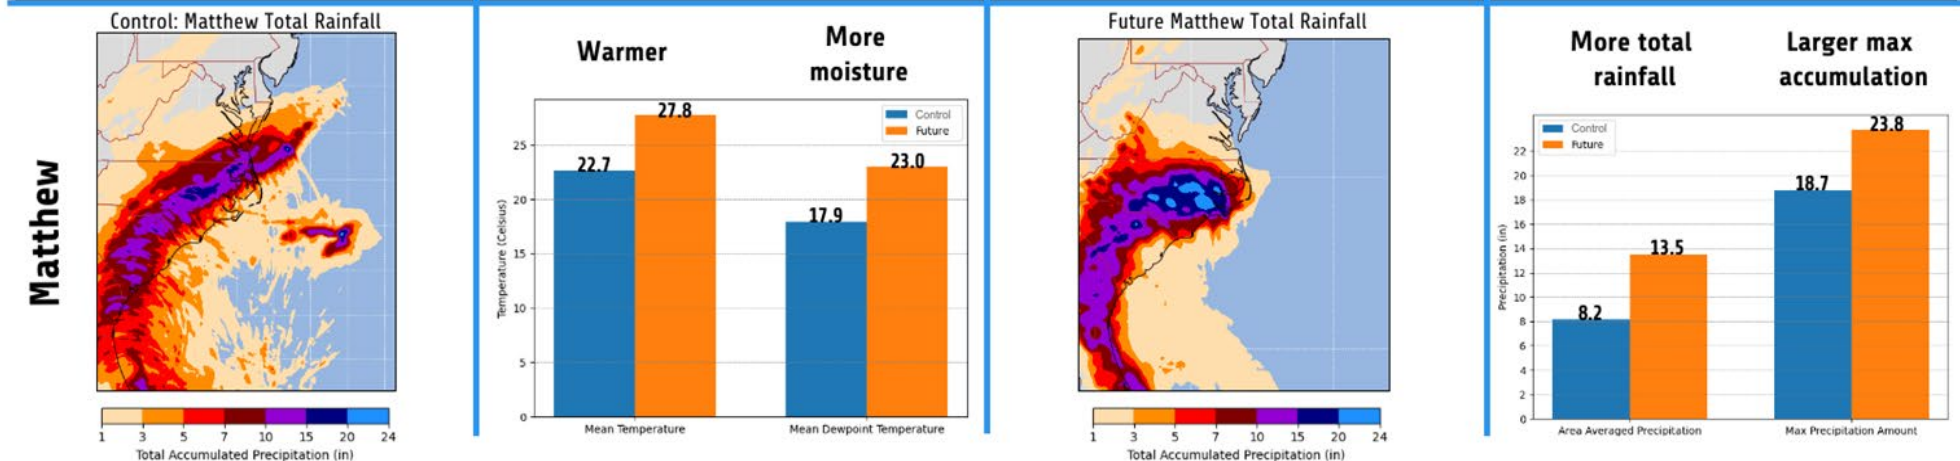 Matthew
Control: Matthew Total Rainfall
1 3 5 7 10 15 20 24
Total Accumulated Precipitation (in)
Warmer
More
moisture
Temperature (Celsius)
25
20
15
10
5
0
22.7
27.8
17.9
23.0
Control
Future
Mean Temperature
Mean Dewpoint Temperature
Future Matthew Total Rainfall
1 3 5 7 10 15 20 24
Total Accumulated Precipitation (in)
More total
rainfall
Larger max
accumulation
Precipitation (in)
22
20
18
16
14
12
10
8
6
4
2
0
8.2
13.5
18.7
23.8
Control
Future
Area Averaged Precipitation
Max Precipitation Amount